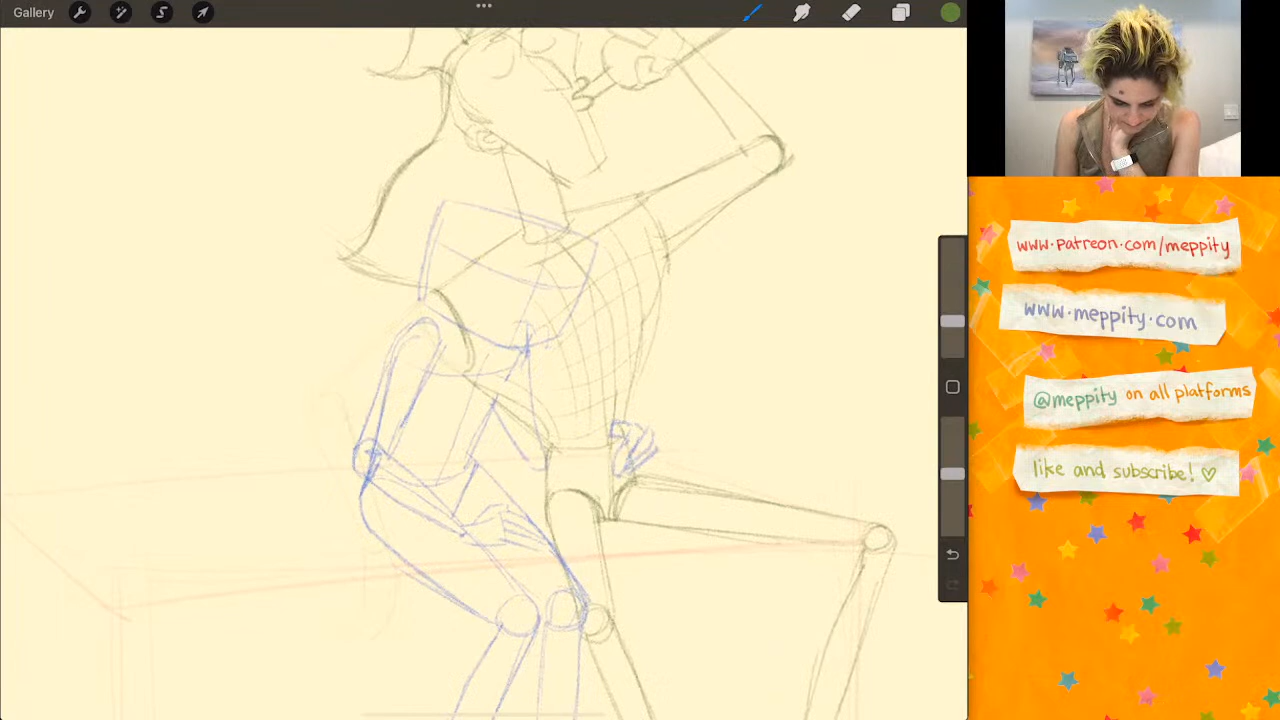 Gallery
www.patreon.com/meppity
www.meppity.com
@meppity on all platforms
like and subscribe! ♡